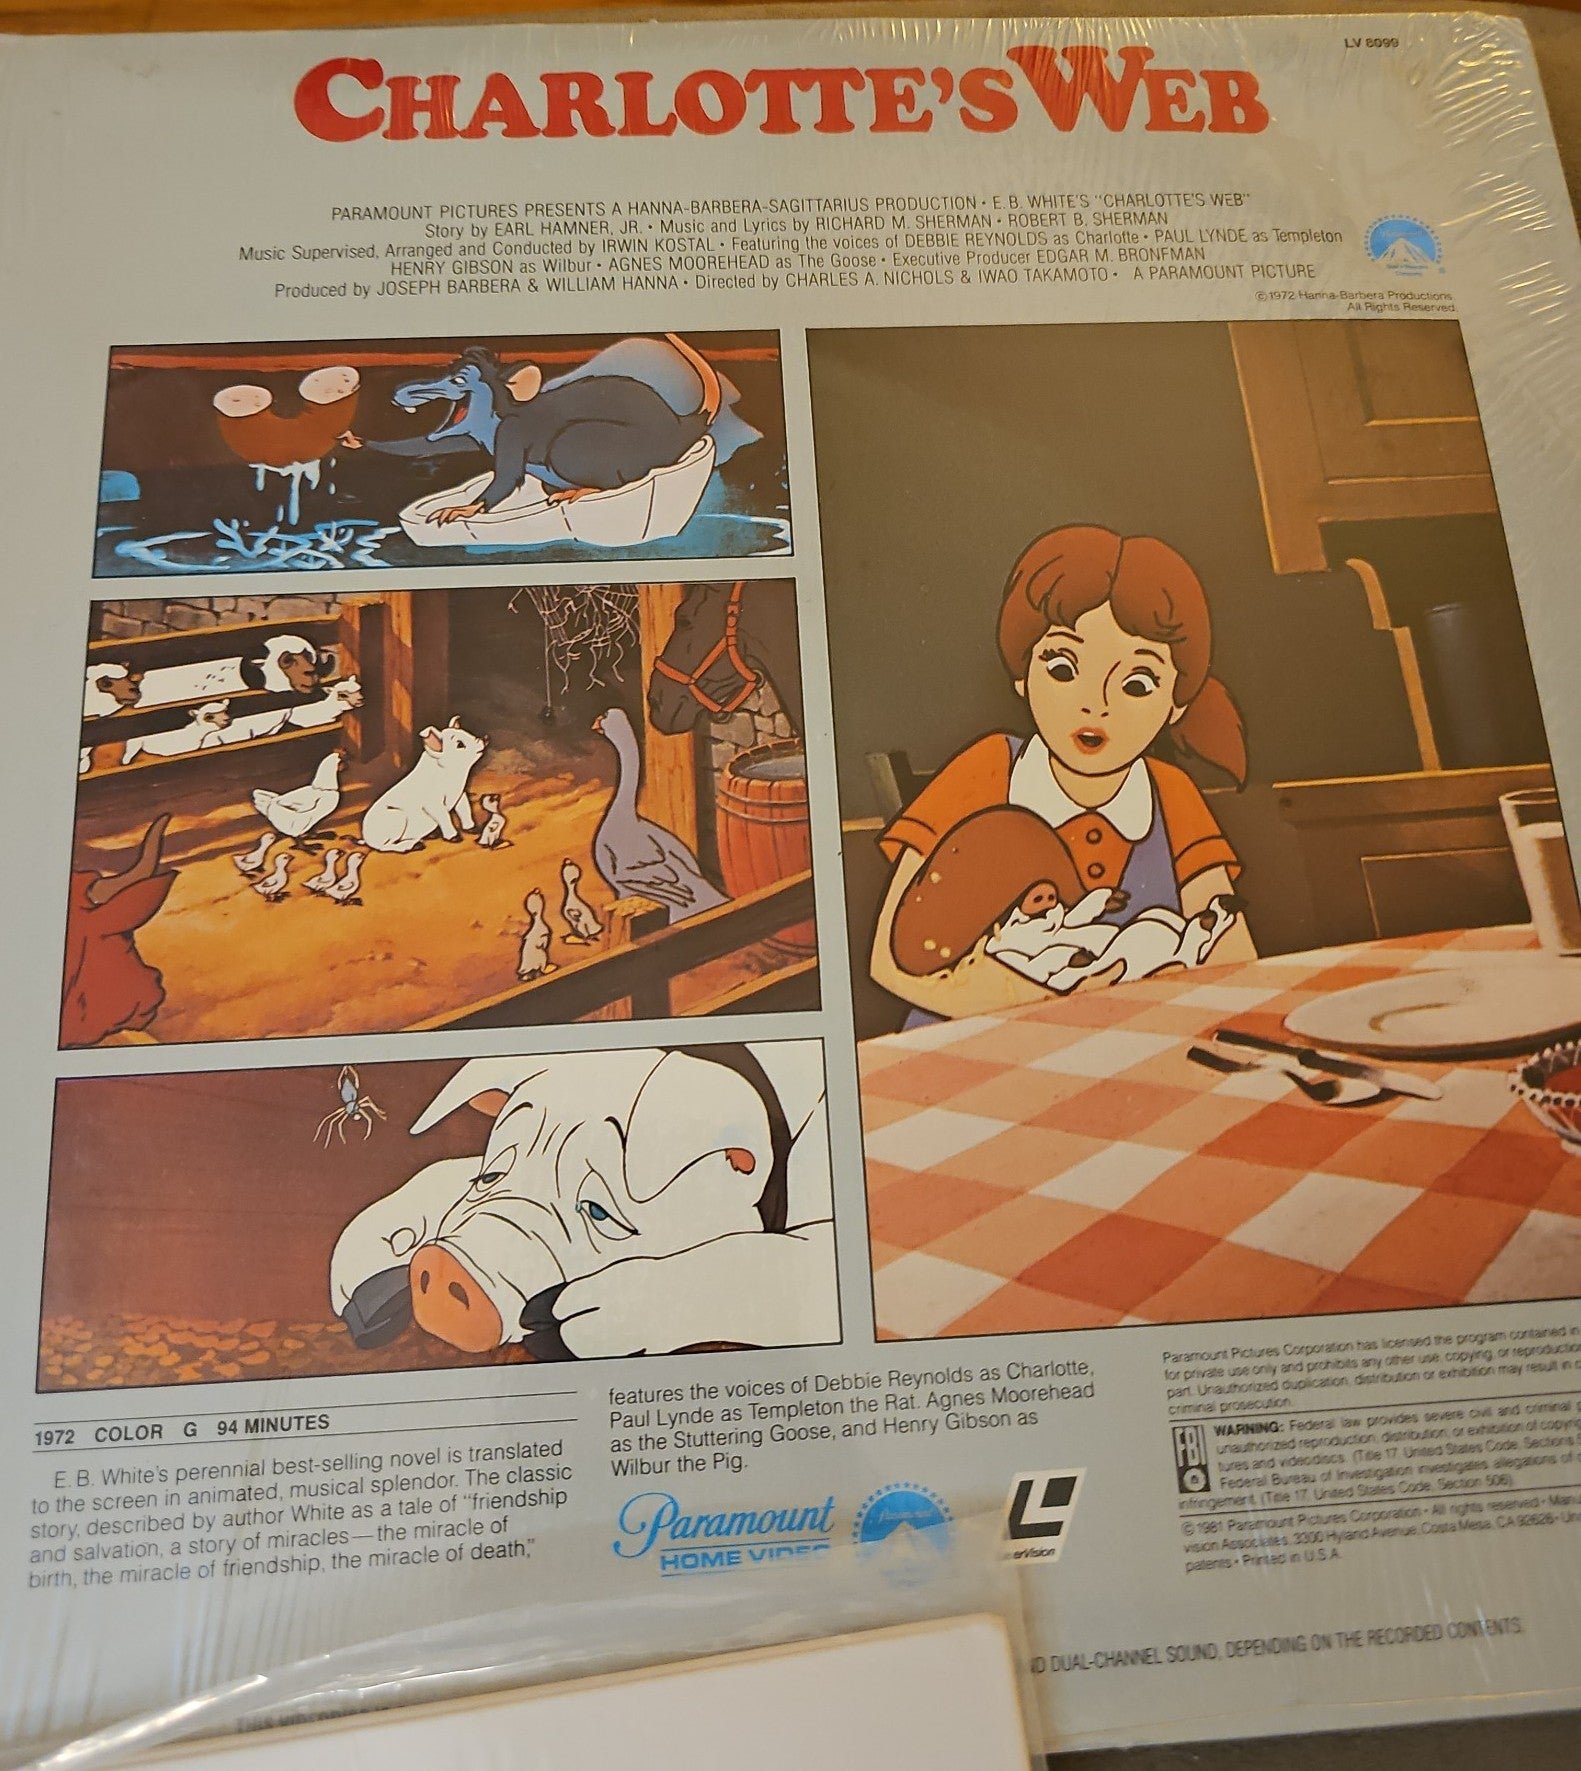 LV 8099
CHARLOTTE'S WEB
PARAMOUNT PICTURES PRESENTS A HANNA-BARBERA-SAGITTARIUS PRODUCTION • E.B. WHITE'S "CHARLOTTE'S WEB"
Story by EARL HAMNER, JR. • Music and Lyrics by RICHARD M. SHERMAN • ROBERT B. SHERMAN
Music Supervised, Arranged and Conducted by IRWIN KOSTAL • Featuring the voices of DEBBIE REYNOLDS as Charlotte • PAUL LYNDE as Templeton
HENRY GIBSON as Wilbur • AGNES MOOREHEAD as The Goose • Executive Producer EDGAR M. BRONFMAN
Produced by JOSEPH BARBERA & WILLIAM HANNA • Directed by CHARLES A. NICHOLS & IWAO TAKAMOTO • A PARAMOUNT PICTURE
©1972 Hanna-Barbera Productions
All Rights Reserved.
1972 COLOR G 94 MINUTES
E. B. White's perennial best-selling novel is translated
to the screen in animated, musical splendor. The classic
story, described by author White as a tale of "friendship
and salvation, a story of miracles—the miracle of
birth, the miracle of friendship, the miracle of death,"
features the voices of Debbie Reynolds as Charlotte,
Paul Lynde as Templeton the Rat. Agnes Moorehead
as the Stuttering Goose, and Henry Gibson as
Wilbur the Pig.
Paramount
HOME VIDEO
Paramount Pictures Corporation has licensed the program contained in
for private use only and prohibits any other use, copying, or reproduction
part. Unauthorized duplication, distribution or exhibition may result in
criminal prosecution.
FBI
WARNING: Federal law provides severe civil and criminal
unauthorized reproduction, distribution, or exhibition of
tures and videodiscs. (Title 17 United States Code, Sections
Federal Bureau of Investigation investigates allegations of
infringement. (Title 17, United States Code, Section 506).
© 1981 Paramount Pictures Corporation • All rights reserved •
vision Associates, 3300 Hyland Avenue, Costa Mesa, CA 92626 •
patents • Printed in U.S.A.
DUAL-CHANNEL SOUND, DEPENDING ON THE RECORDED CONTENTS.